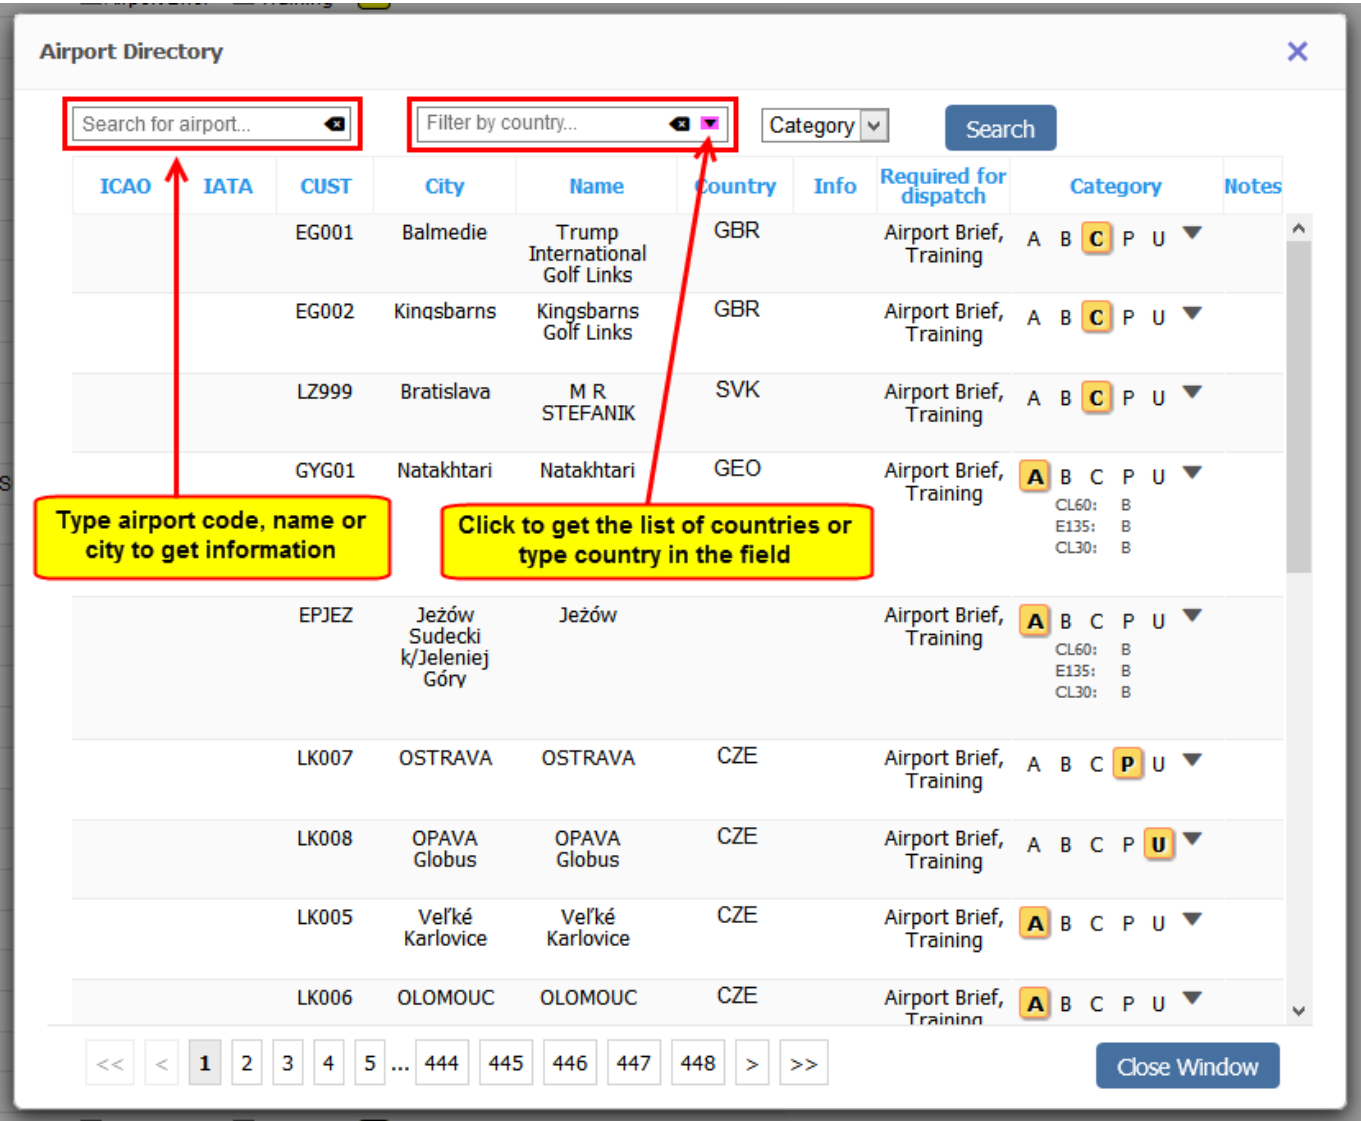 Airport Directory
×
Search for airport...
Filter by country...
Category
Search
ICAO IATA CUST City Name Country Info Required for dispatch Category Notes
EG001 Balmedie Trump GBR Airport Brief, A B C P U
International Training
Golf Links
EG002 Kingsbarns Kingsbarns GBR Airport Brief, A B C P U
Golf Links Training
LZ999 Bratislava M R SVK Airport Brief, A B C P U
STEFANIK Training
GYG01 Natakhtari Natakhtari GEO Airport Brief, A B C P U
Training
CL60: B
E135: B
CL30: B
Type airport code, name or
city to get information
Click to get the list of countries or
type country in the field
EPJEZ Jeżów Jeżów Airport Brief, A B C P U
Sudecki Training
k/Jeleniej CL60: B
Góry E135: B
CL30: B
LK007 OSTRAVA OSTRAVA CZE Airport Brief, A B C P U
Training
LK008 OPAVA OPAVA CZE Airport Brief, A B C P U
Globus Globus Training
LK005 Veľké Veľké CZE Airport Brief, A B C P U
Karlovice Karlovice Training
LK006 OLOMOUC OLOMOUC CZE Airport Brief, A B C P U
Training
<< < 1 2 3 4 5 ... 444 445 446 447 448 > >>
Close Window